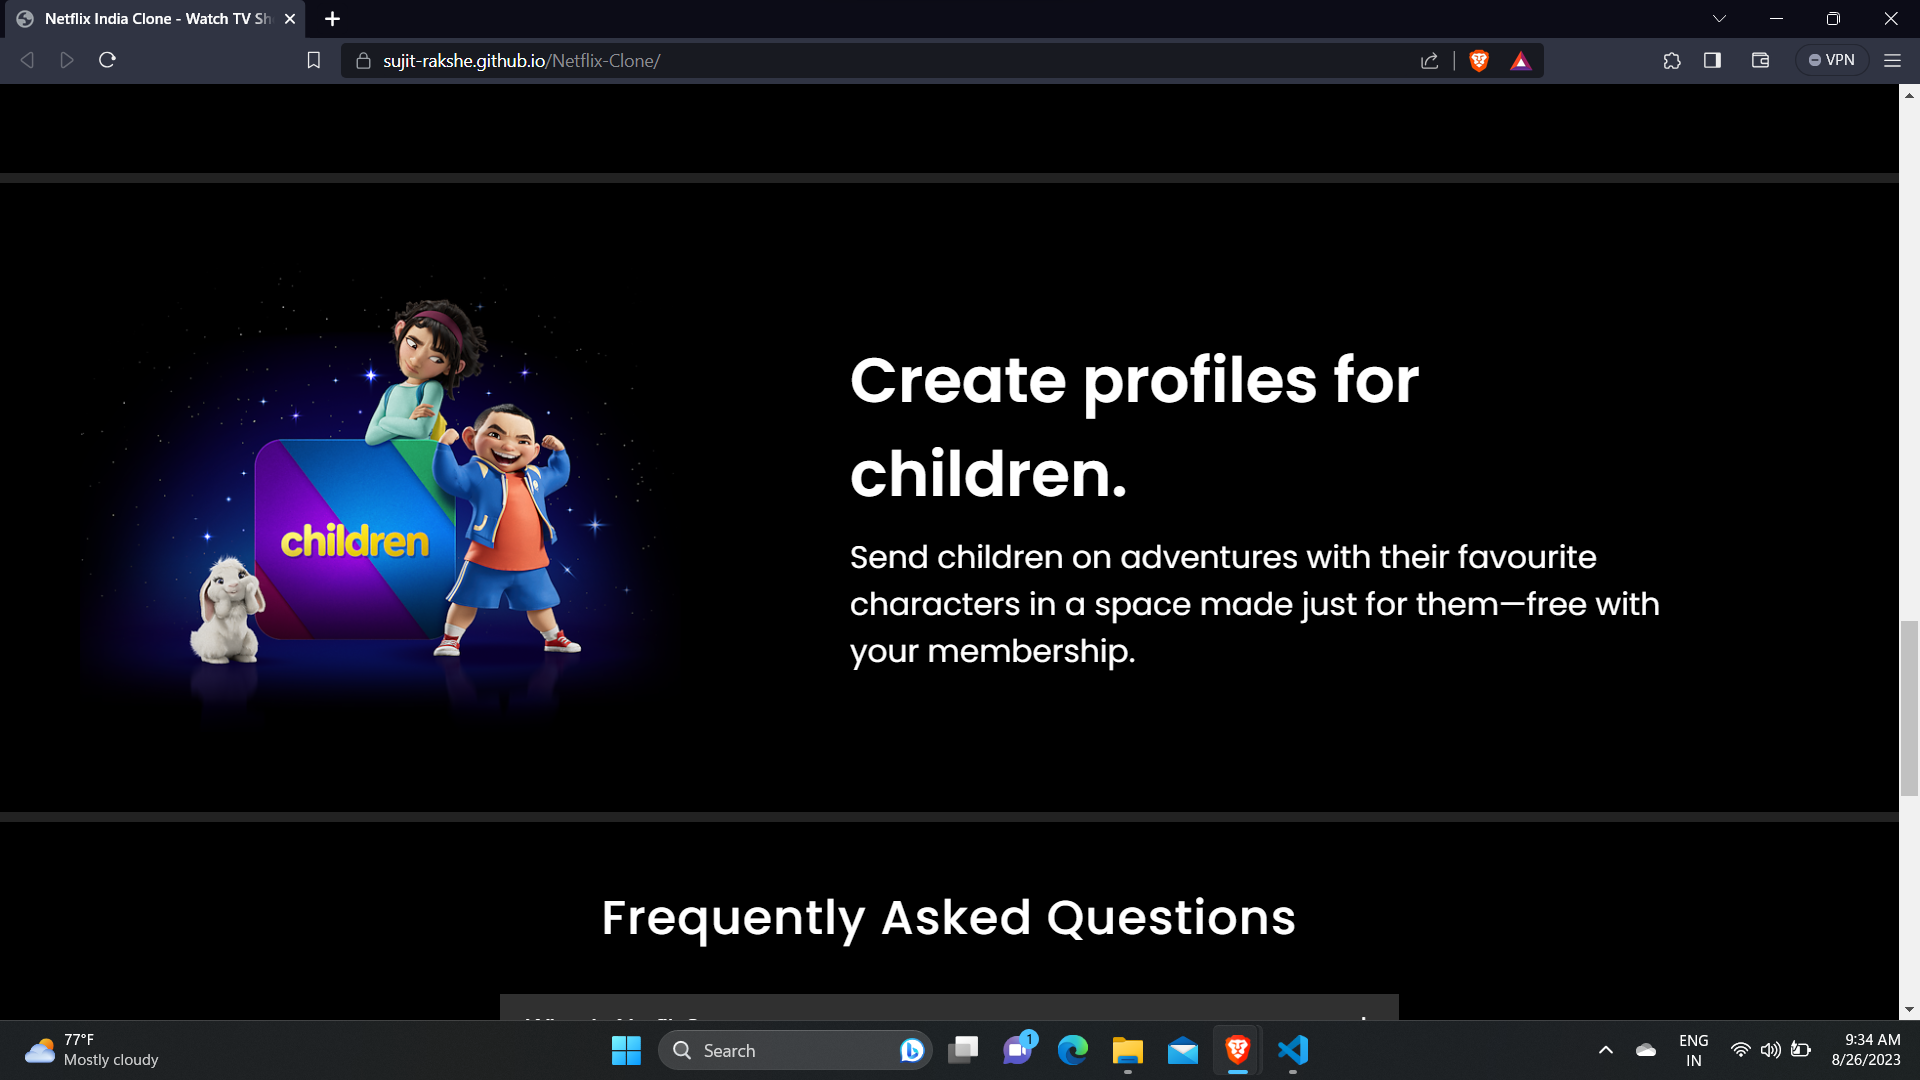 Netflix India Clone - Watch TV Sh
sujit-rakshe.github.io/Netflix-Clone/
VPN
children
Create profiles for
children.
Send children on adventures with their favourite
characters in a space made just for them—free with
your membership.
Frequently Asked Questions
77°F
Mostly cloudy
Search
1
ENG
IN
9:34 AM
8/26/2023